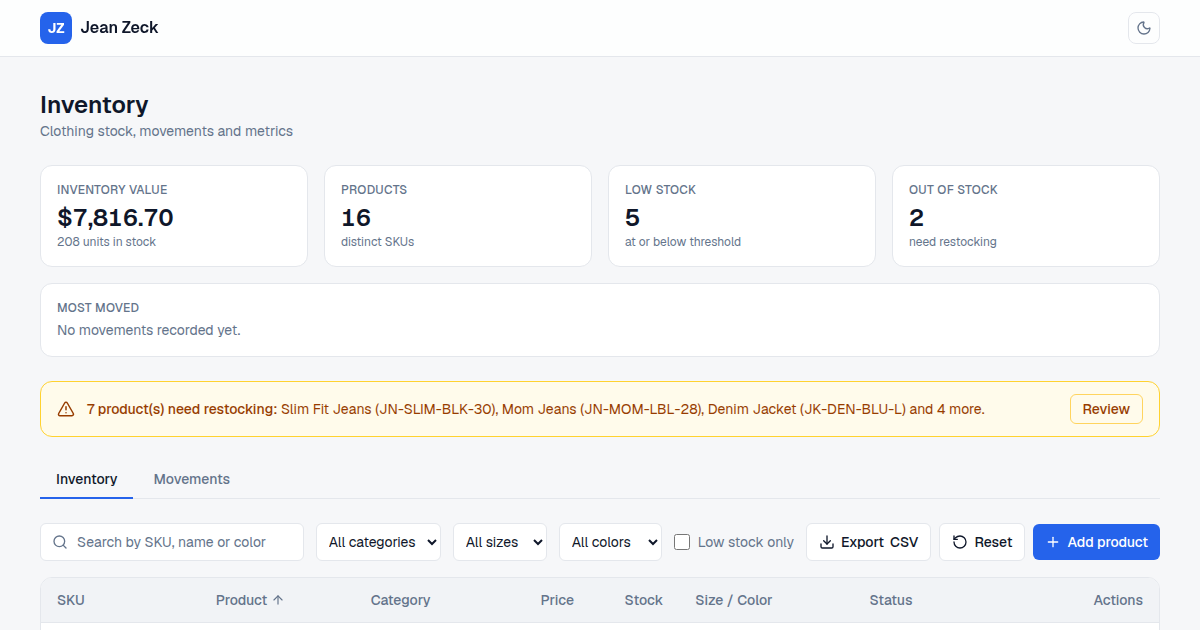 JZ Jean Zeck
Inventory
Clothing stock, movements and metrics
INVENTORY VALUE
$7,816.70
208 units in stock
PRODUCTS
16
distinct SKUs
LOW STOCK
5
at or below threshold
OUT OF STOCK
2
need restocking
MOST MOVED
No movements recorded yet.
7 product(s) need restocking: Slim Fit Jeans (JN-SLIM-BLK-30), Mom Jeans (JN-MOM-LBL-28), Denim Jacket (JK-DEN-BLU-L) and 4 more.
Review
Inventory Movements
Search by SKU, name or color All categories All sizes All colors Low stock only Export CSV Reset Add product
SKU Product Category Price Stock Size / Color Status Actions